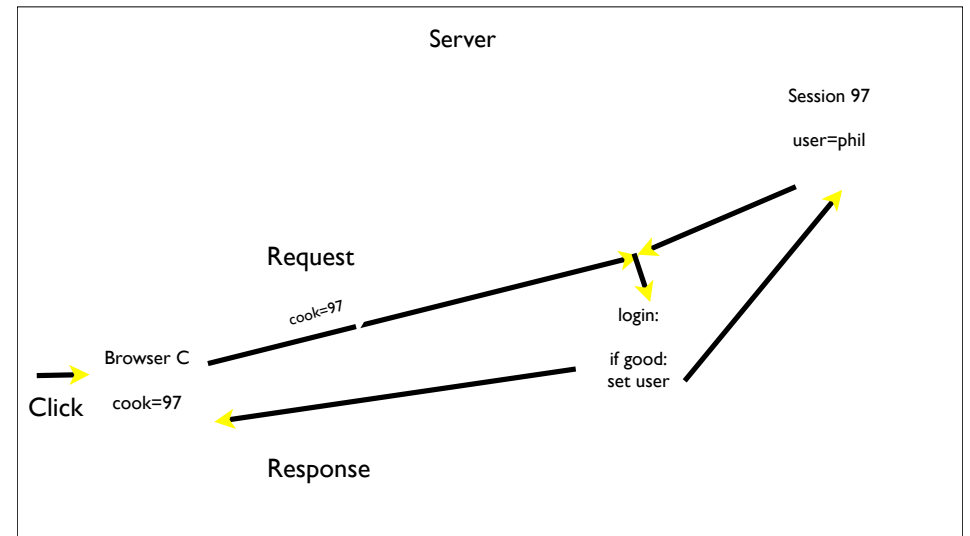 Server
Session 97
user=phil
Request
cook=97
login:
if good:
set user
Browser C
cook=97
Click
Response